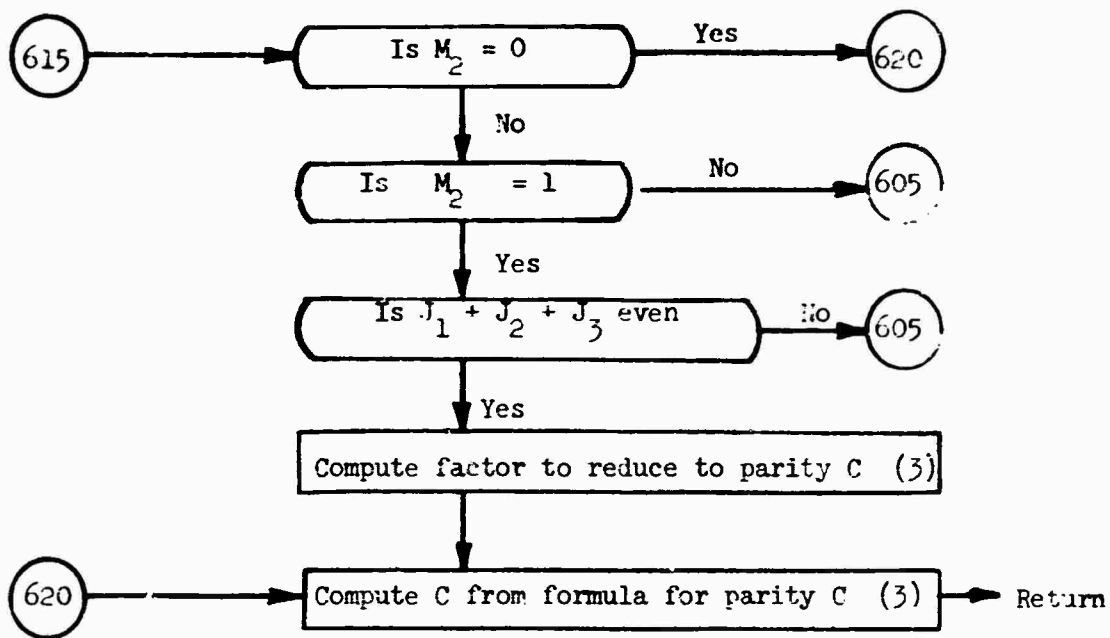 615
Is M2 = 0
Yes
620
No
Is M2 = 1
No
605
Yes
Is J1 + J2 + J3 even
No
605
Yes
Compute factor to reduce to parity C (3)
620
Compute C from formula for parity C (3)
Return